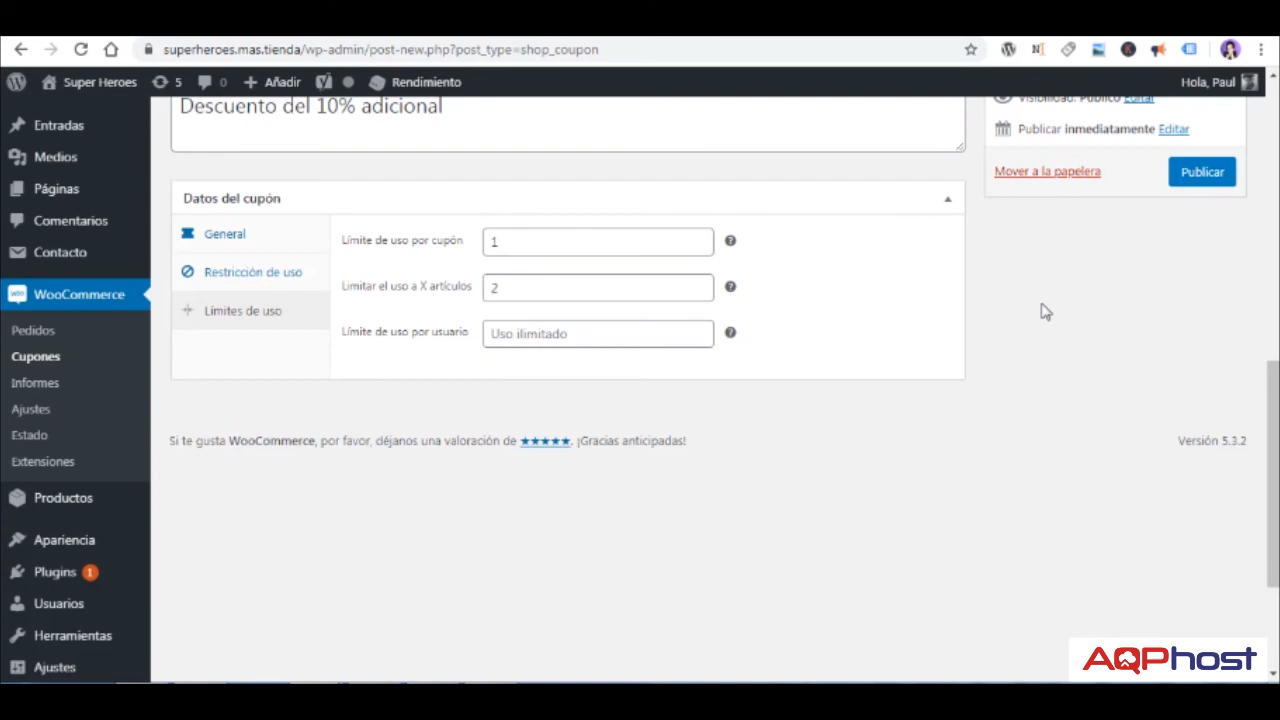 superheroes.mas.tienda/wp-admin/post-new.php?post_type=shop_coupon
Super Heroes 5 0 Añadir Rendimiento Hola, Paul
Entradas
Medios
Páginas
Comentarios
Contacto
WooCommerce
Pedidos
Cupones
Informes
Ajustes
Estado
Extensiones
Productos
Apariencia
Plugins 1
Usuarios
Herramientas
Ajustes
Descuento del 10% adicional
Datos del cupón
General
Restricción de uso
Límites de uso
Límite de uso por cupón 1
Limitar el uso a X artículos 2
Límite de uso por usuario Uso ilimitado
Visibilidad: Público Editar
Publicar inmediatamente Editar
Mover a la papelera Publicar
Si te gusta WooCommerce, por favor, déjanos una valoración de ★★★★★. ¡Gracias anticipadas!
Versión 5.3.2
AQPhost